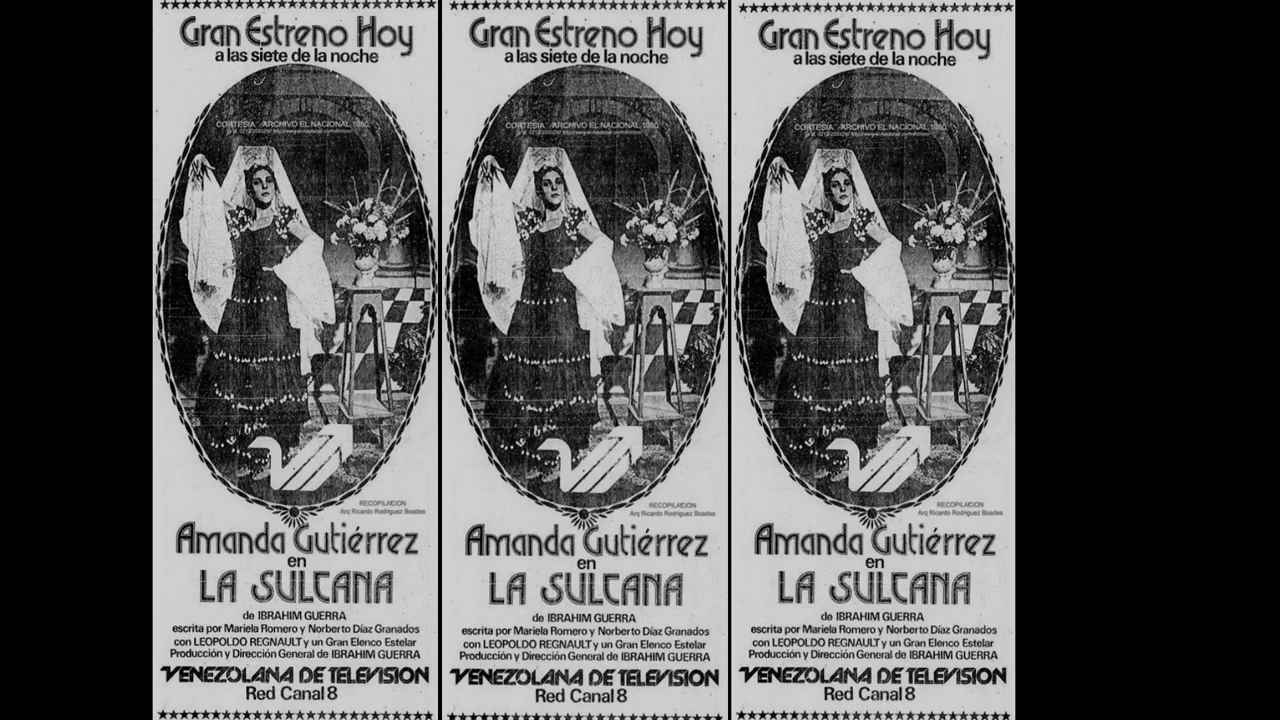 Gran Estreno Hoy
a las siete de la noche
CORTESIA - ARCHIVO EL NACIONAL, 1980.
RECOPILACION
Arq Ricardo Rodriguez Boades
Amanda Gutiérrez
en
LA SULTANA
de IBRAHIM GUERRA
escrita por Mariela Romero y Norberto Díaz Granados
con LEOPOLDO REGNAULT y un Gran Elenco Estelar
Producción y Dirección General de IBRAHIM GUERRA
VENEZOLANA DE TELEVISION
Red Canal 8
Gran Estreno Hoy
a las siete de la noche
CORTESIA - ARCHIVO EL NACIONAL, 1980.
RECOPILACION
Arq Ricardo Rodriguez Boades
Amanda Gutiérrez
en
LA SULTANA
de IBRAHIM GUERRA
escrita por Mariela Romero y Norberto Díaz Granados
con LEOPOLDO REGNAULT y un Gran Elenco Estelar
Producción y Dirección General de IBRAHIM GUERRA
VENEZOLANA DE TELEVISION
Red Canal 8
Gran Estreno Hoy
a las siete de la noche
CORTESIA - ARCHIVO EL NACIONAL, 1980.
RECOPILACION
Arq Ricardo Rodriguez Boades
Amanda Gutiérrez
en
LA SULTANA
de IBRAHIM GUERRA
escrita por Mariela Romero y Norberto Díaz Granados
con LEOPOLDO REGNAULT y un Gran Elenco Estelar
Producción y Dirección General de IBRAHIM GUERRA
VENEZOLANA DE TELEVISION
Red Canal 8